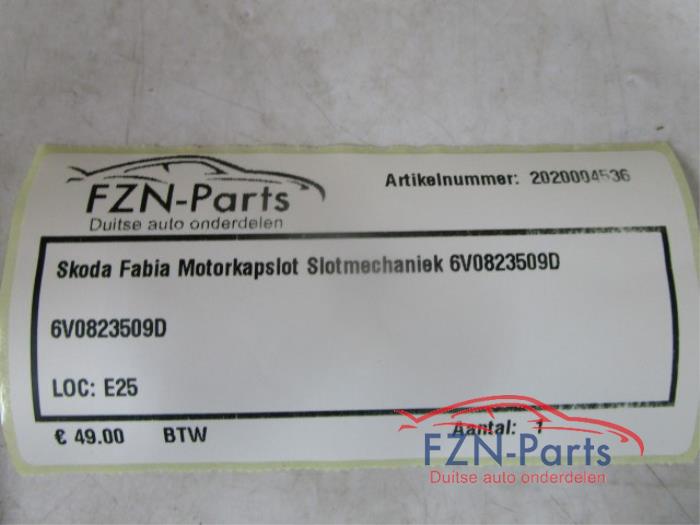 FZN-Parts
Duitse auto onderdelen
Artikelnummer: 2020004536
Skoda Fabia Motorkapslot Slotmechaniek 6V0823509D
6V0823509D
LOC: E25
€ 49.00 BTW Aantal: 1
FZN-Parts
Duitse auto onderdelen